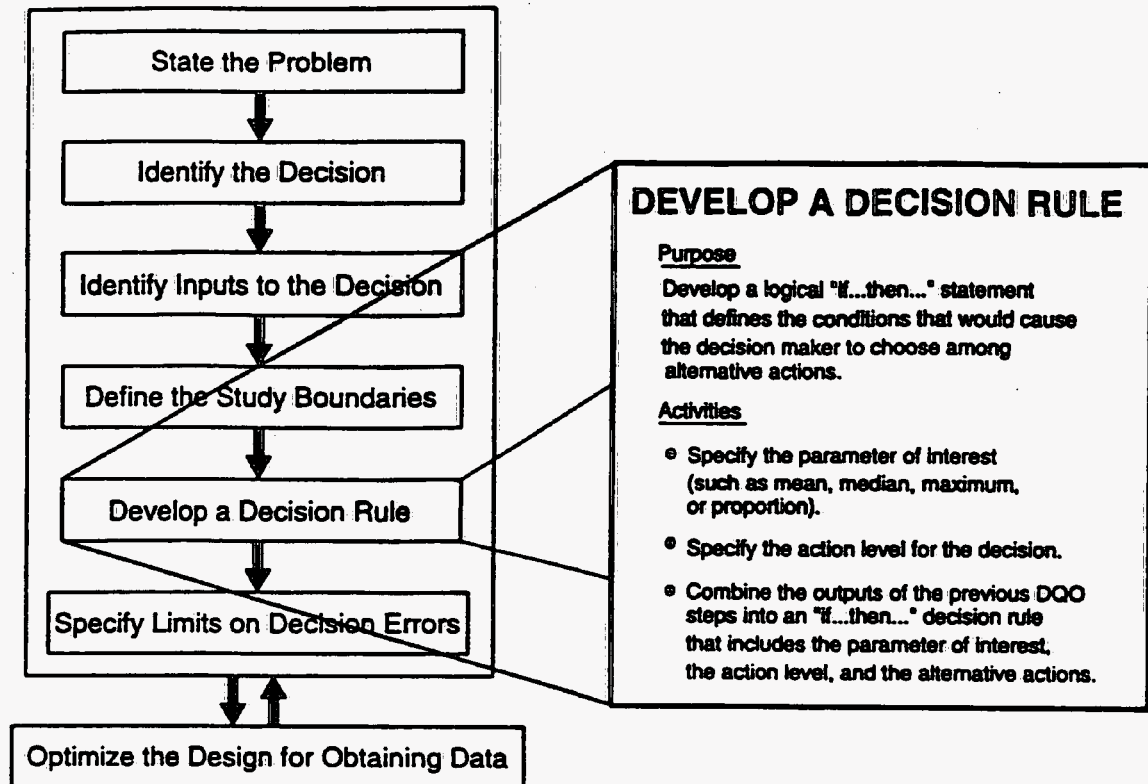 State the Problem
Identify the Decision
Identify Inputs to the Decision
Define the Study Boundaries
Develop a Decision Rule
Specify Limits on Decision Errors
Optimize the Design for Obtaining Data
DEVELOP A DECISION RULE
Purpose
Develop a logical "if...then..." statement
that defines the conditions that would cause
the decision maker to choose among
alternative actions.
Activities
Specify the parameter of interest
(such as mean, median, maximum,
or proportion).
Specify the action level for the decision.
Combine the outputs of the previous DQO
steps into an "if...then..." decision rule
that includes the parameter of interest,
the action level, and the alternative actions.